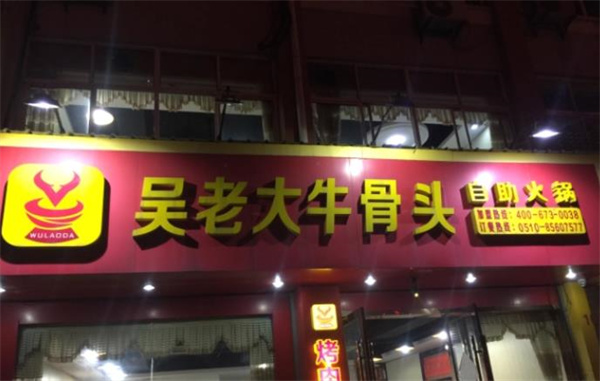 WULAODA
吴老大牛骨头
自助火锅
加盟热线：400-673-0038
订餐热线：0510-85607577
烤肉